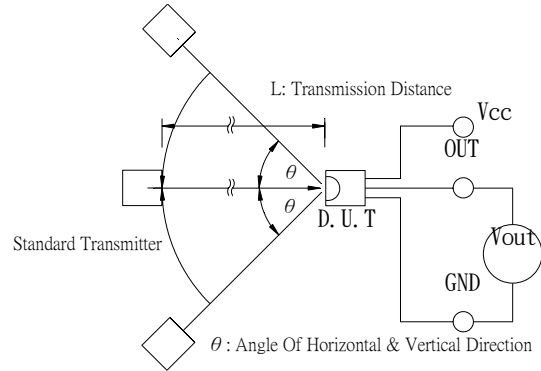 L: Transmission Distance
Vcc
OUT
θ
θ
D.U.T
Standard Transmitter
Vout
GND
θ : Angle Of Horizontal & Vertical Direction